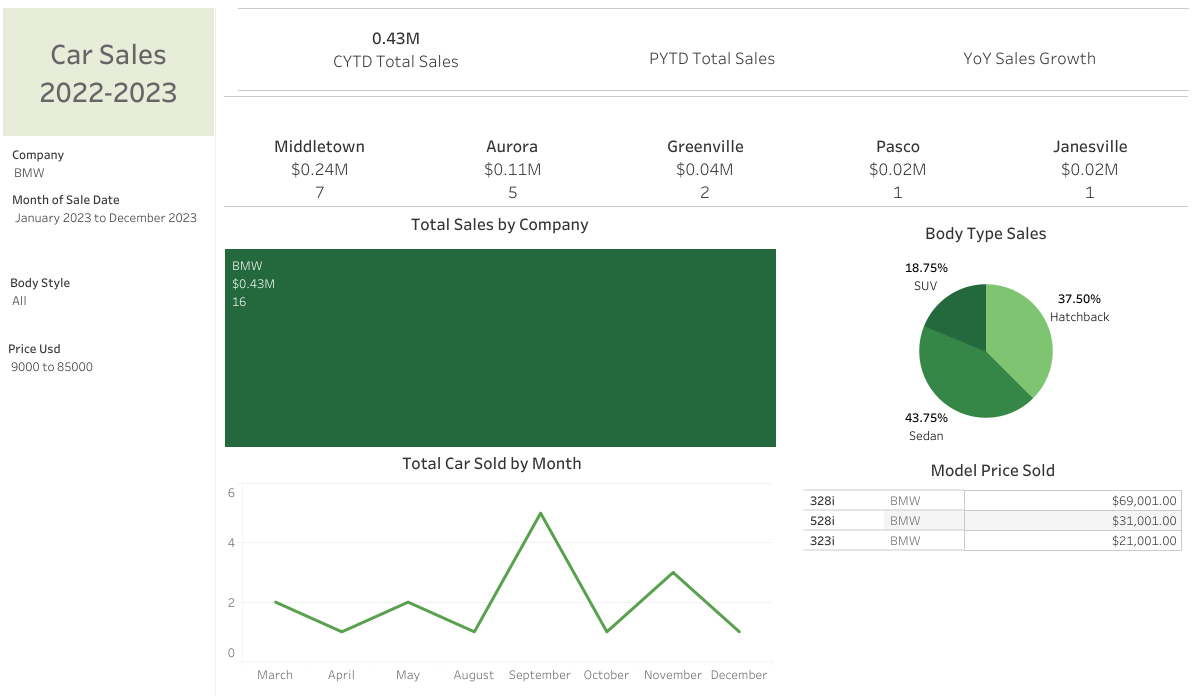 Car Sales
2022-2023
0.43M
CYTD Total Sales
PYTD Total Sales
YoY Sales Growth
Company
BMW
Month of Sale Date
January 2023 to December 2023
Body Style
All
Price Usd
9000 to 85000
Middletown
$0.24M
7
Aurora
$0.11M
5
Greenville
$0.04M
2
Pasco
$0.02M
1
Janesville
$0.02M
1
Total Sales by Company
BMW
$0.43M
16
Body Type Sales
18.75%
SUV
37.50%
Hatchback
43.75%
Sedan
Total Car Sold by Month
6
4
2
0
March April May August September October November December
Model Price Sold
328i BMW $69,001.00
528i BMW $31,001.00
323i BMW $21,001.00